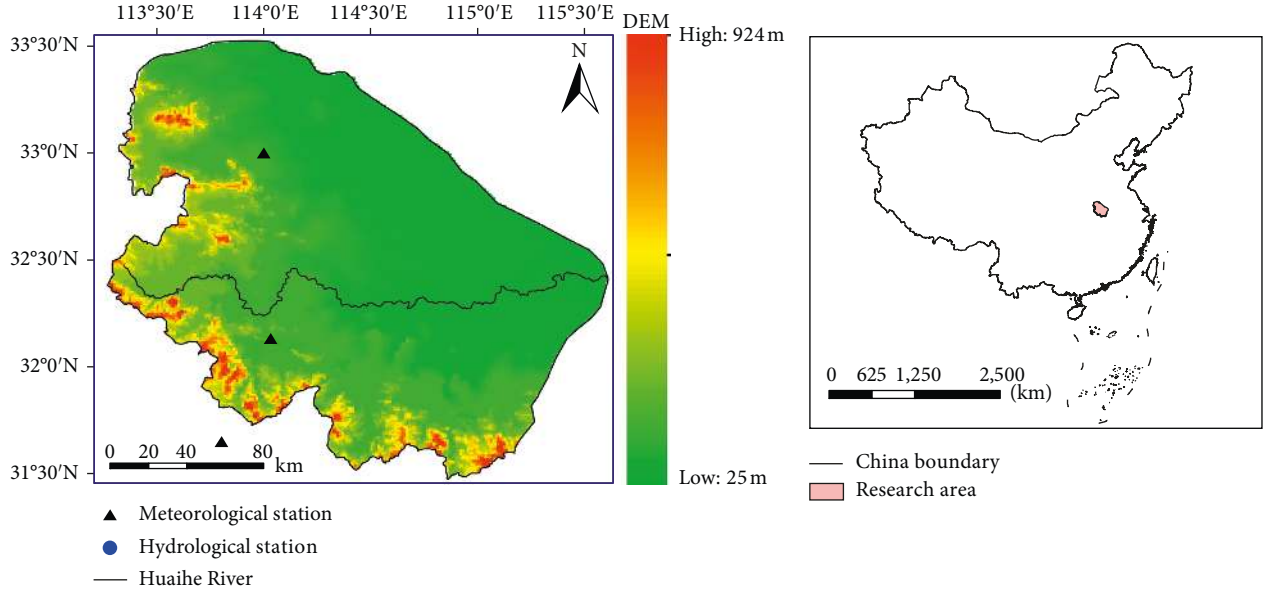 113°30′E 114°0′E 114°30′E 115°0′E 115°30′E
33°30′N
33°0′N
32°30′N
32°0′N
31°30′N
N
0 20 40 80
km
DEM
High: 924 m
Low: 25 m
Meteorological station
Hydrological station
Huaihe River
0 625 1,250 2,500
(km)
China boundary
Research area